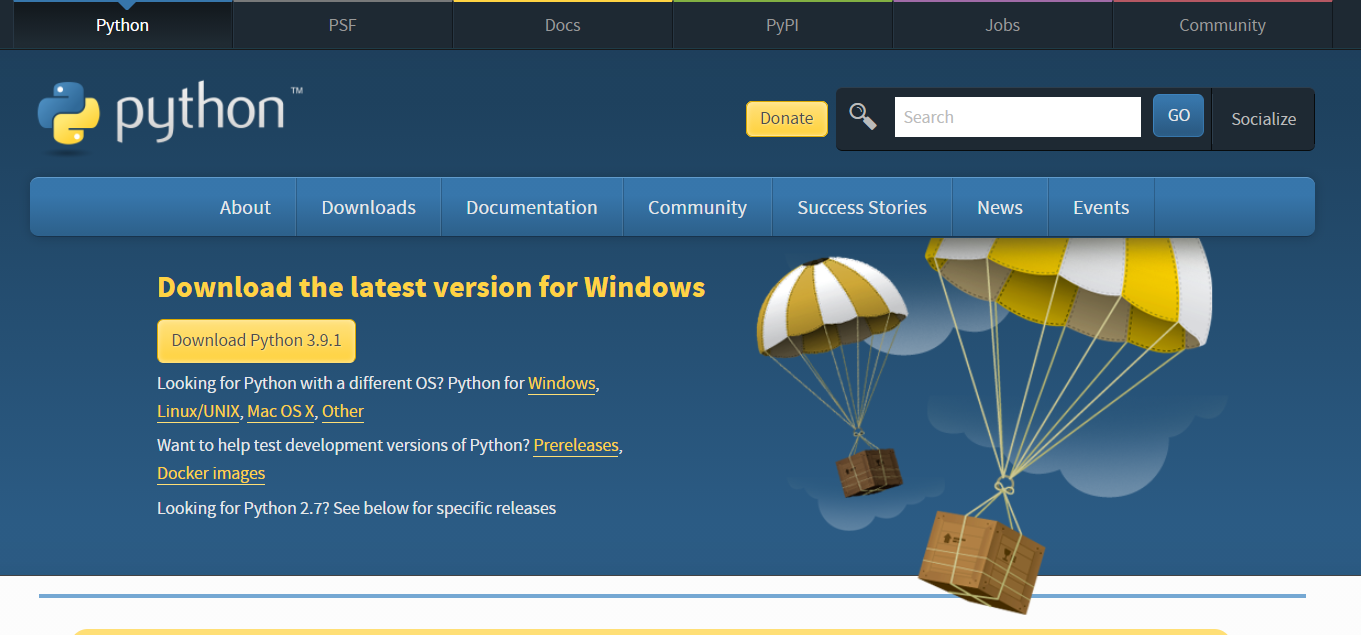 Python PSF Docs PyPI Jobs Community
python™
Donate Search GO Socialize
About Downloads Documentation Community Success Stories News Events
Download the latest version for Windows
Download Python 3.9.1
Looking for Python with a different OS? Python for Windows,
Linux/UNIX, Mac OS X, Other
Want to help test development versions of Python? Prereleases,
Docker images
Looking for Python 2.7? See below for specific releases